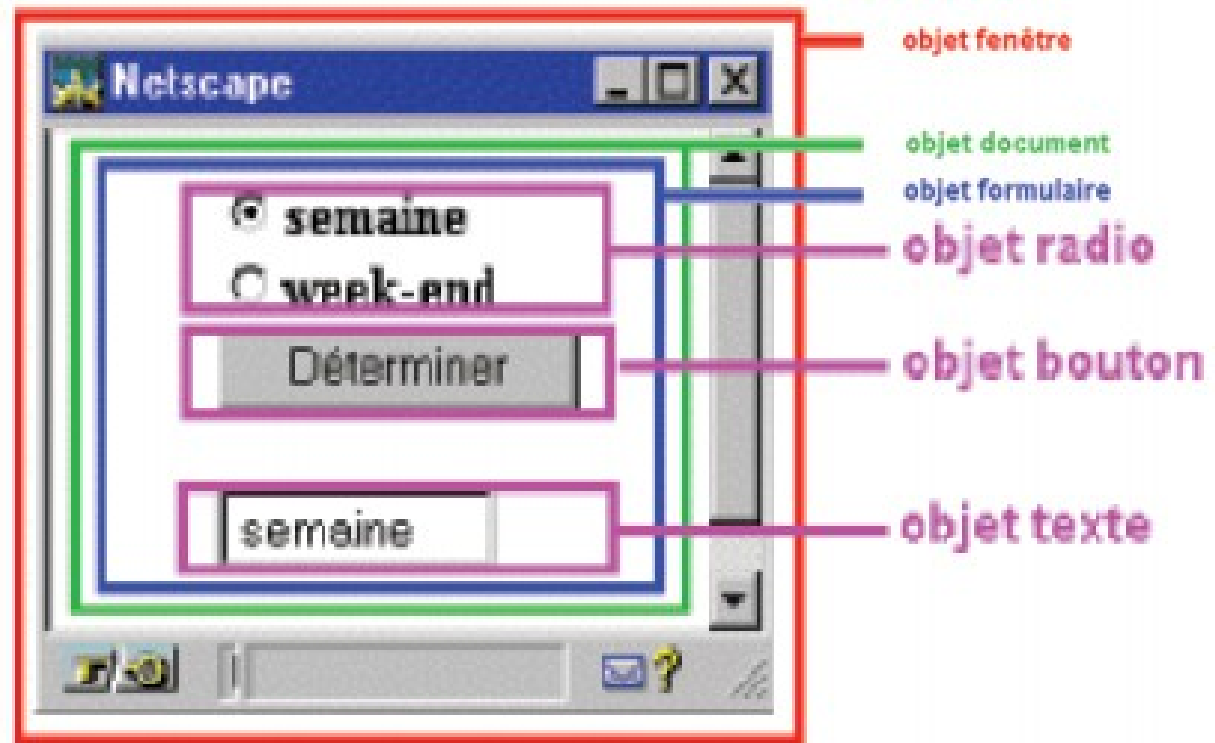 objet fenêtre
Netscape
objet document
objet formulaire
semaine
objet radio
week-end
Déterminer
objet bouton
semaine
objet texte